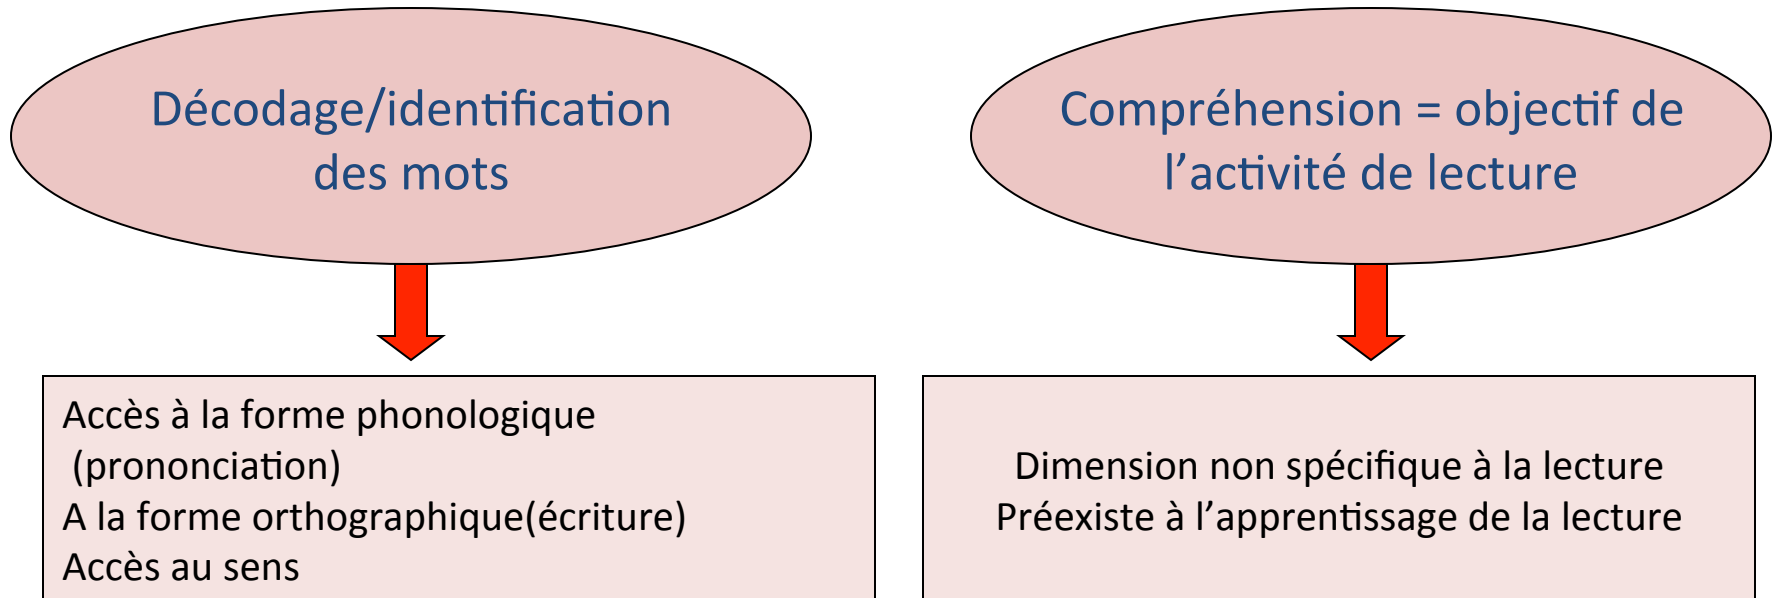 Décodage/identification
des mots
Compréhension = objectif de
l’activité de lecture
Accès à la forme phonologique
(prononciation)
A la forme orthographique(écriture)
Accès au sens
Dimension non spécifique à la lecture
Préexiste à l’apprentissage de la lecture